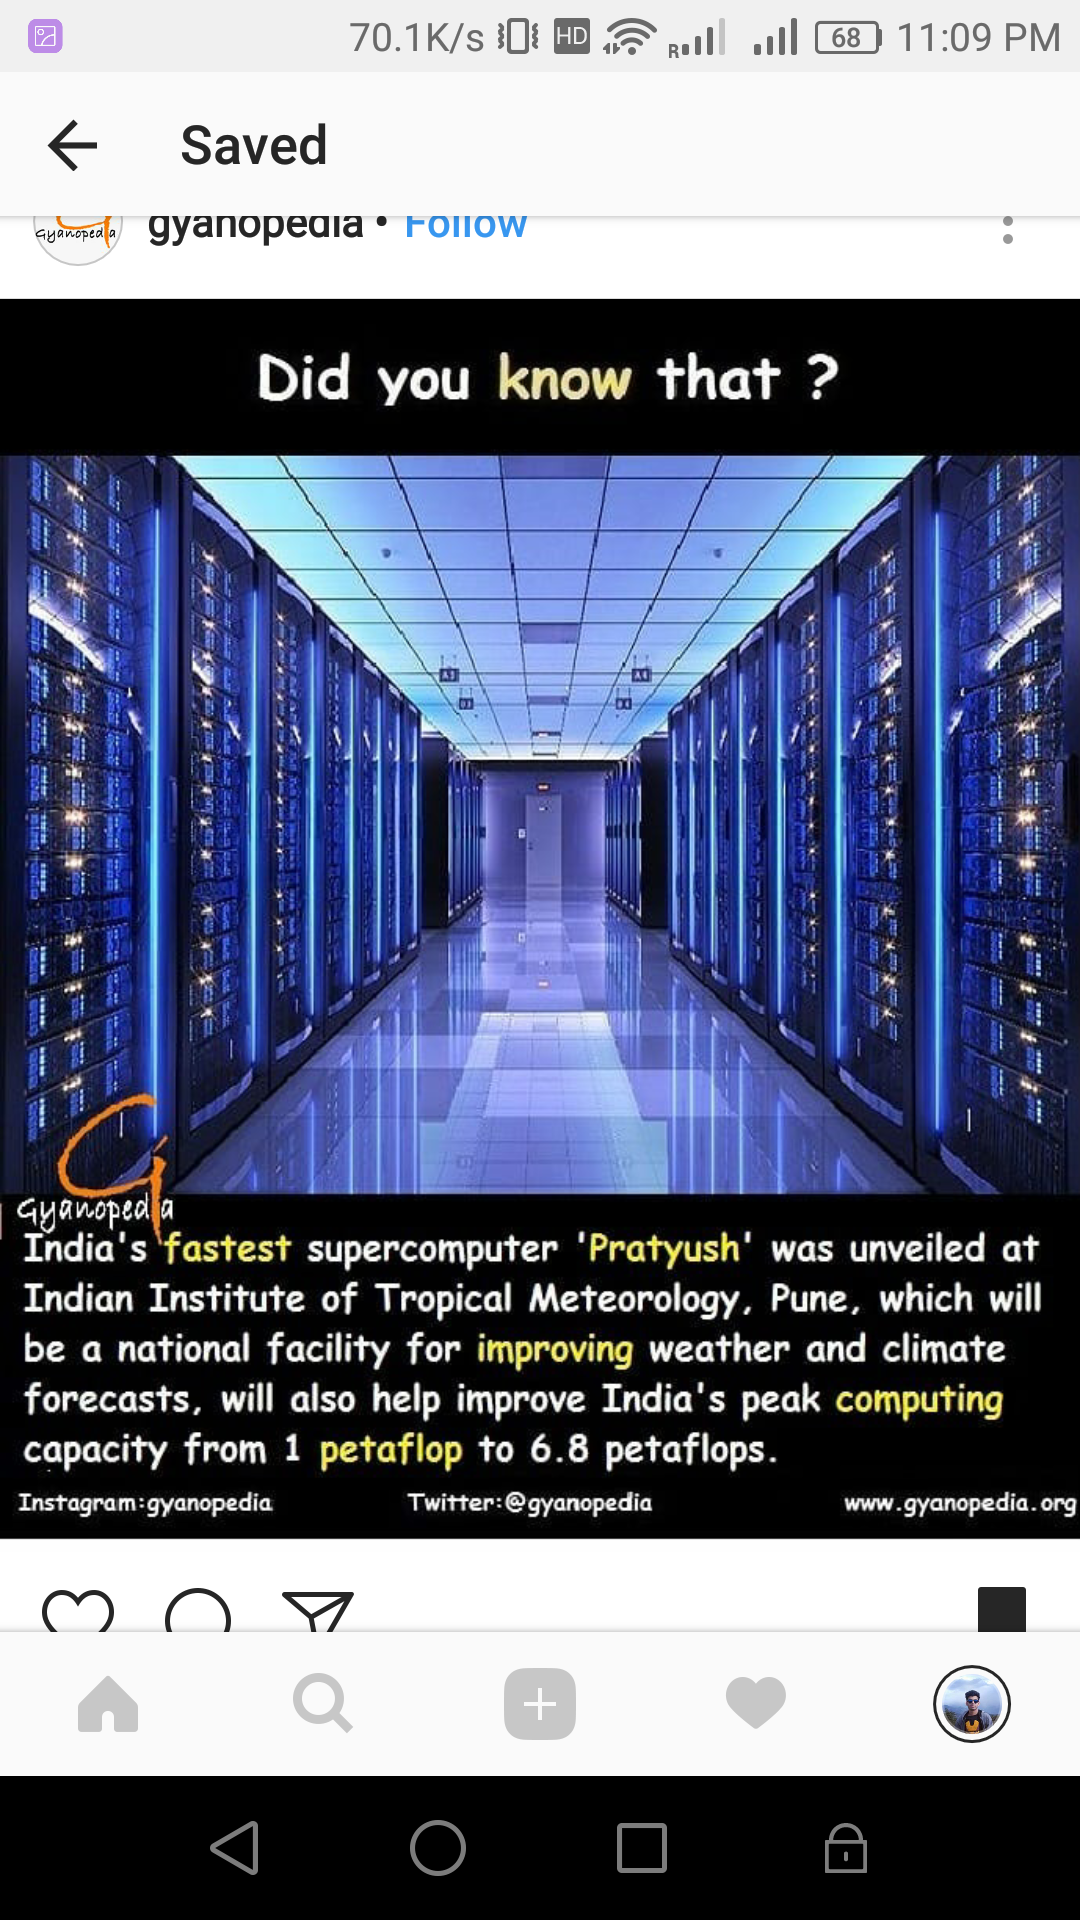 70.1K/s HD R 68 11:09 PM
Saved
Gyanopedia
gyanopedia • Follow
Did you know that ?
A3 A4
Gyanopedia
India's fastest supercomputer 'Pratyush' was unveiled at
Indian Institute of Tropical Meteorology, Pune, which will
be a national facility for improving weather and climate
forecasts, will also help improve India's peak computing
capacity from 1 petaflop to 6.8 petaflops.
Instagram:gyanopedia Twitter:@gyanopedia www.gyanopedia.org